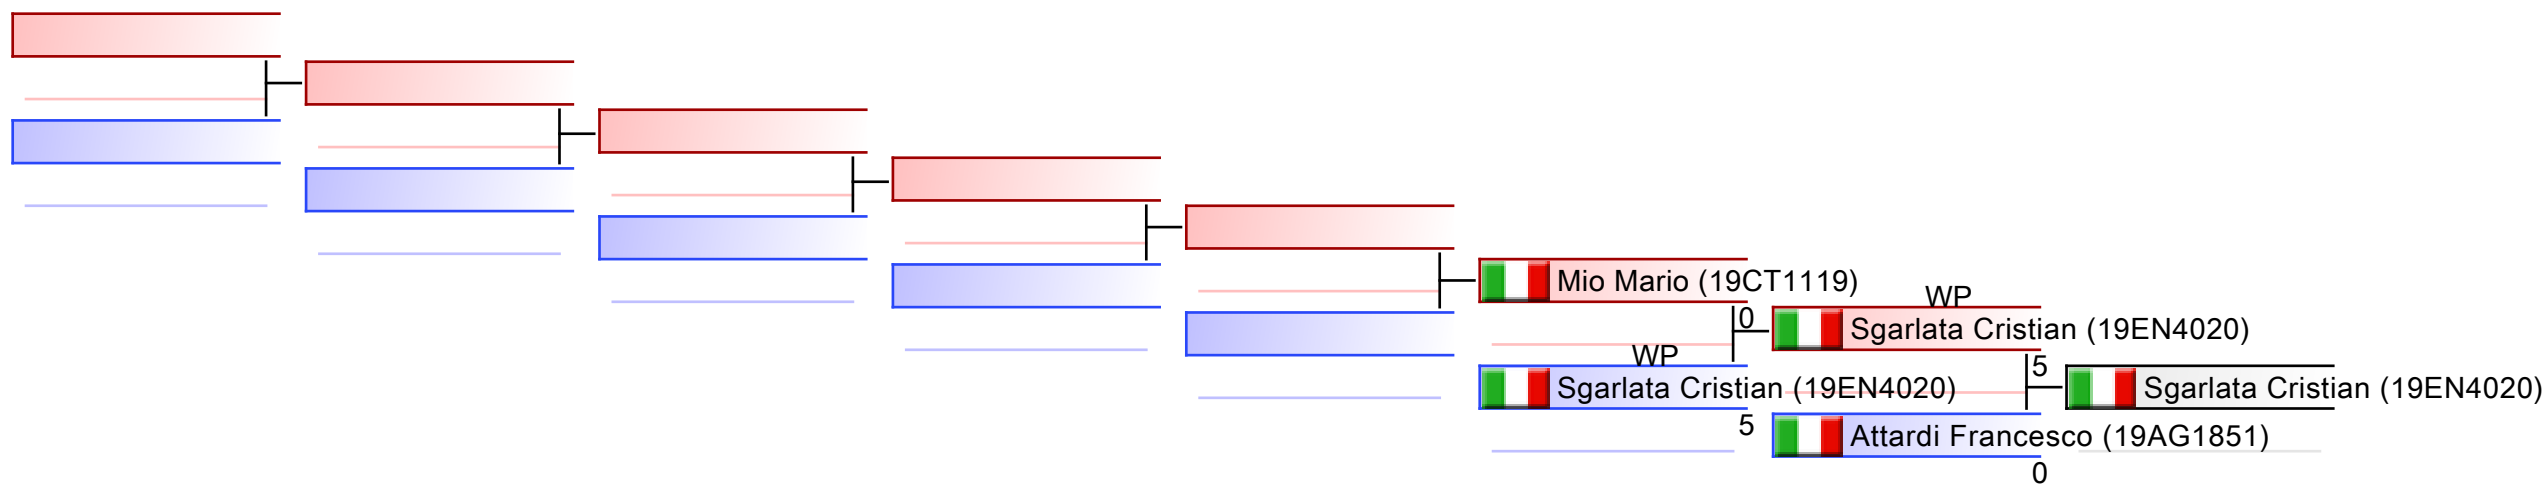 Mio Mario (19CT1119)
0
WP
Sgarlata Cristian (19EN4020)
5
WP
Sgarlata Cristian (19EN4020)
5
Attardi Francesco (19AG1851)
0
Sgarlata Cristian (19EN4020)